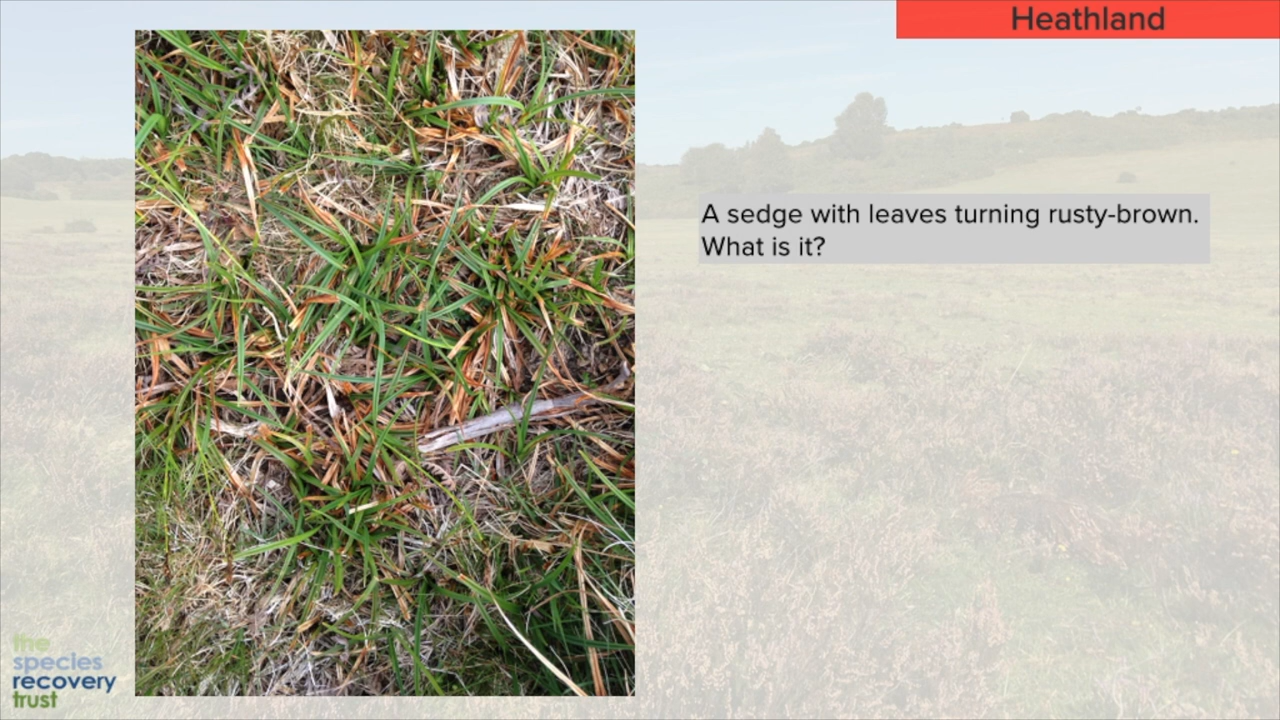 Heathland
A sedge with leaves turning rusty-brown.
What is it?
the
species
recovery
trust